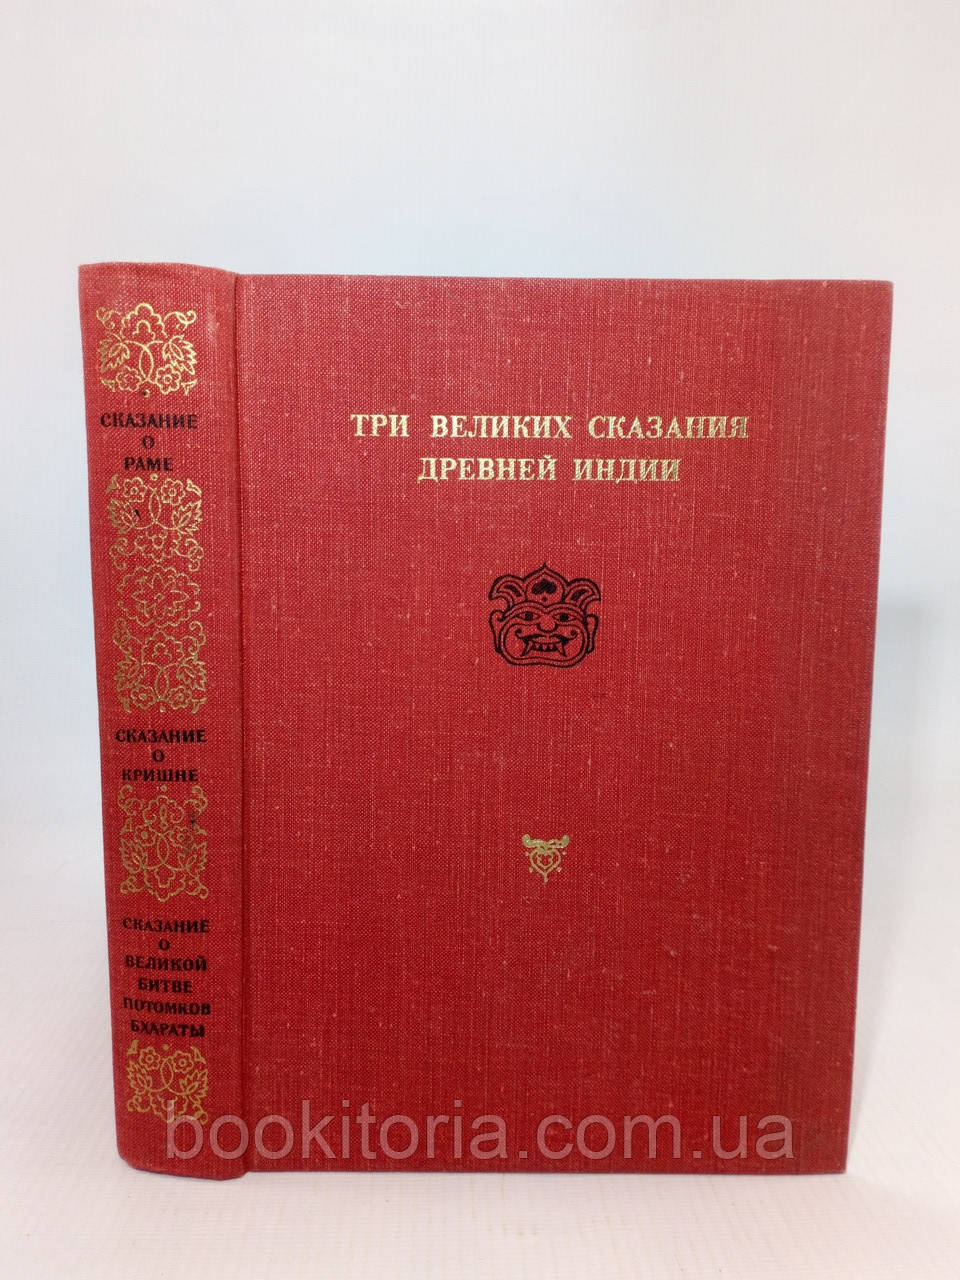 СКАЗАНИЕ
О
РАМЕ
СКАЗАНИЕ
О
КРИШНЕ
СКАЗАНИЕ
О
ВЕЛИКОЙ
БИТВЕ
ПОТОМКОВ
БХАРАТЫ
ТРИ ВЕЛИКИХ СКАЗАНИЯ
ДРЕВНЕЙ ИНДИИ
bookitoria.com.ua